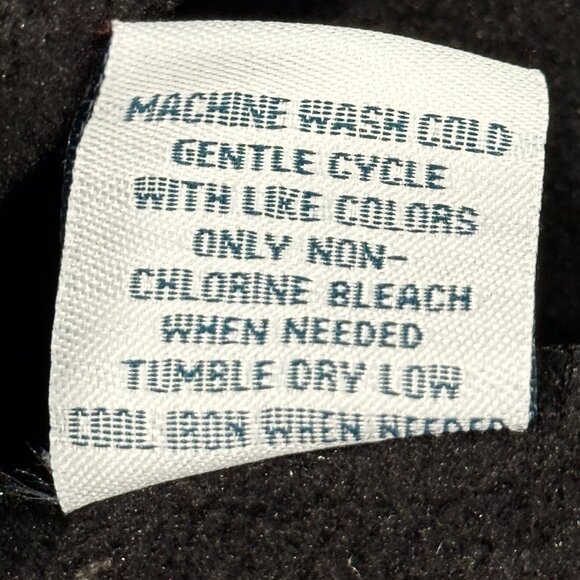 MACHINE WASH COLD
GENTLE CYCLE
WITH LIKE COLORS
ONLY NON-
CHLORINE BLEACH
WHEN NEEDED
TUMBLE DRY LOW
COOL IRON WHEN NEEDED